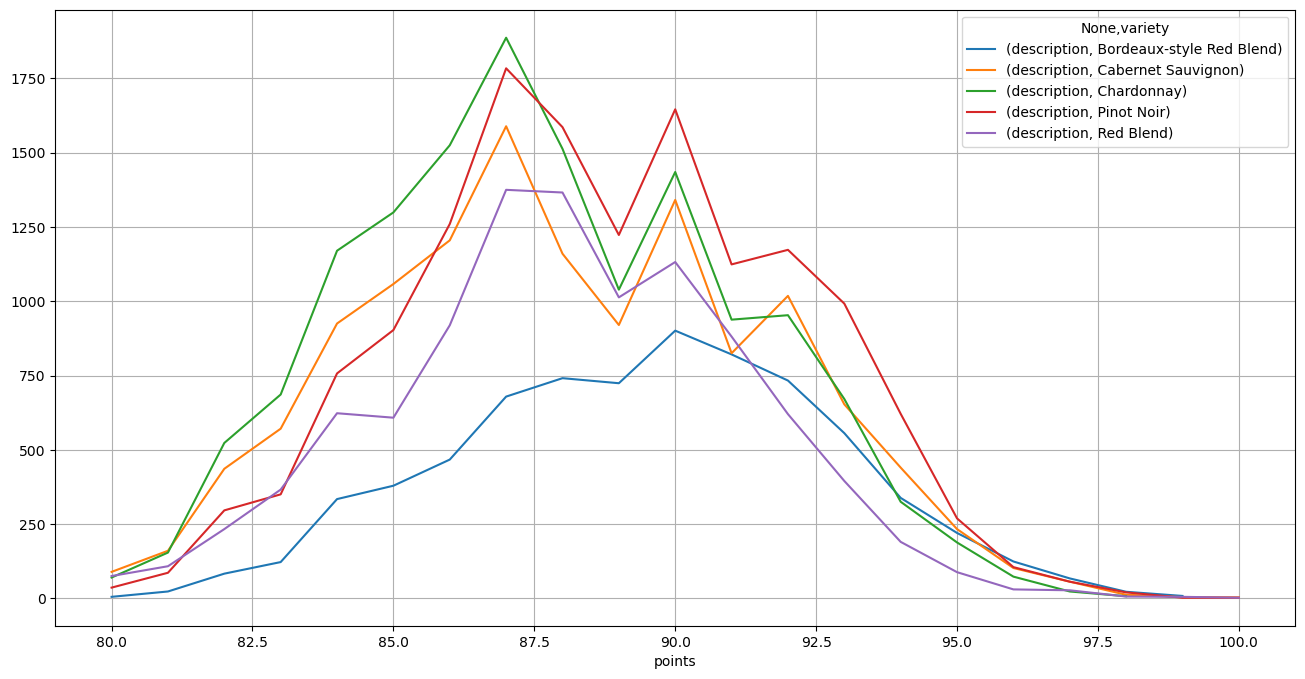 None,variety
(description, Bordeaux-style Red Blend)
(description, Cabernet Sauvignon)
(description, Chardonnay)
(description, Pinot Noir)
(description, Red Blend)
1750
1500
1250
1000
750
500
250
0
80.0 82.5 85.0 87.5 90.0 92.5 95.0 97.5 100.0
points